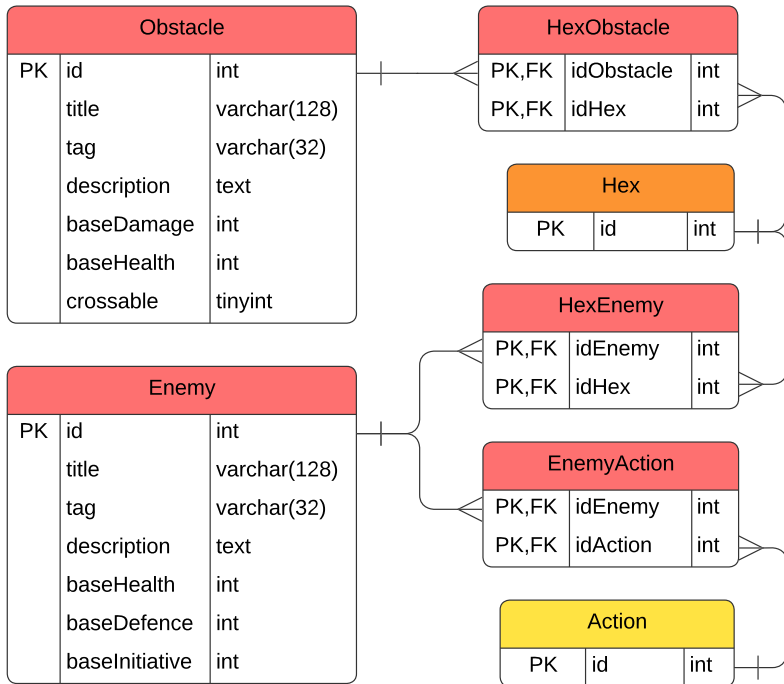 Obstacle
PK id int
title varchar(128)
tag varchar(32)
description text
baseDamage int
baseHealth int
crossable tinyint
HexObstacle
PK,FK idObstacle int
PK,FK idHex int
Hex
PK id int
HexEnemy
PK,FK idEnemy int
PK,FK idHex int
Enemy
PK id int
title varchar(128)
tag varchar(32)
description text
baseHealth int
baseDefence int
baseInitiative int
EnemyAction
PK,FK idEnemy int
PK,FK idAction int
Action
PK id int